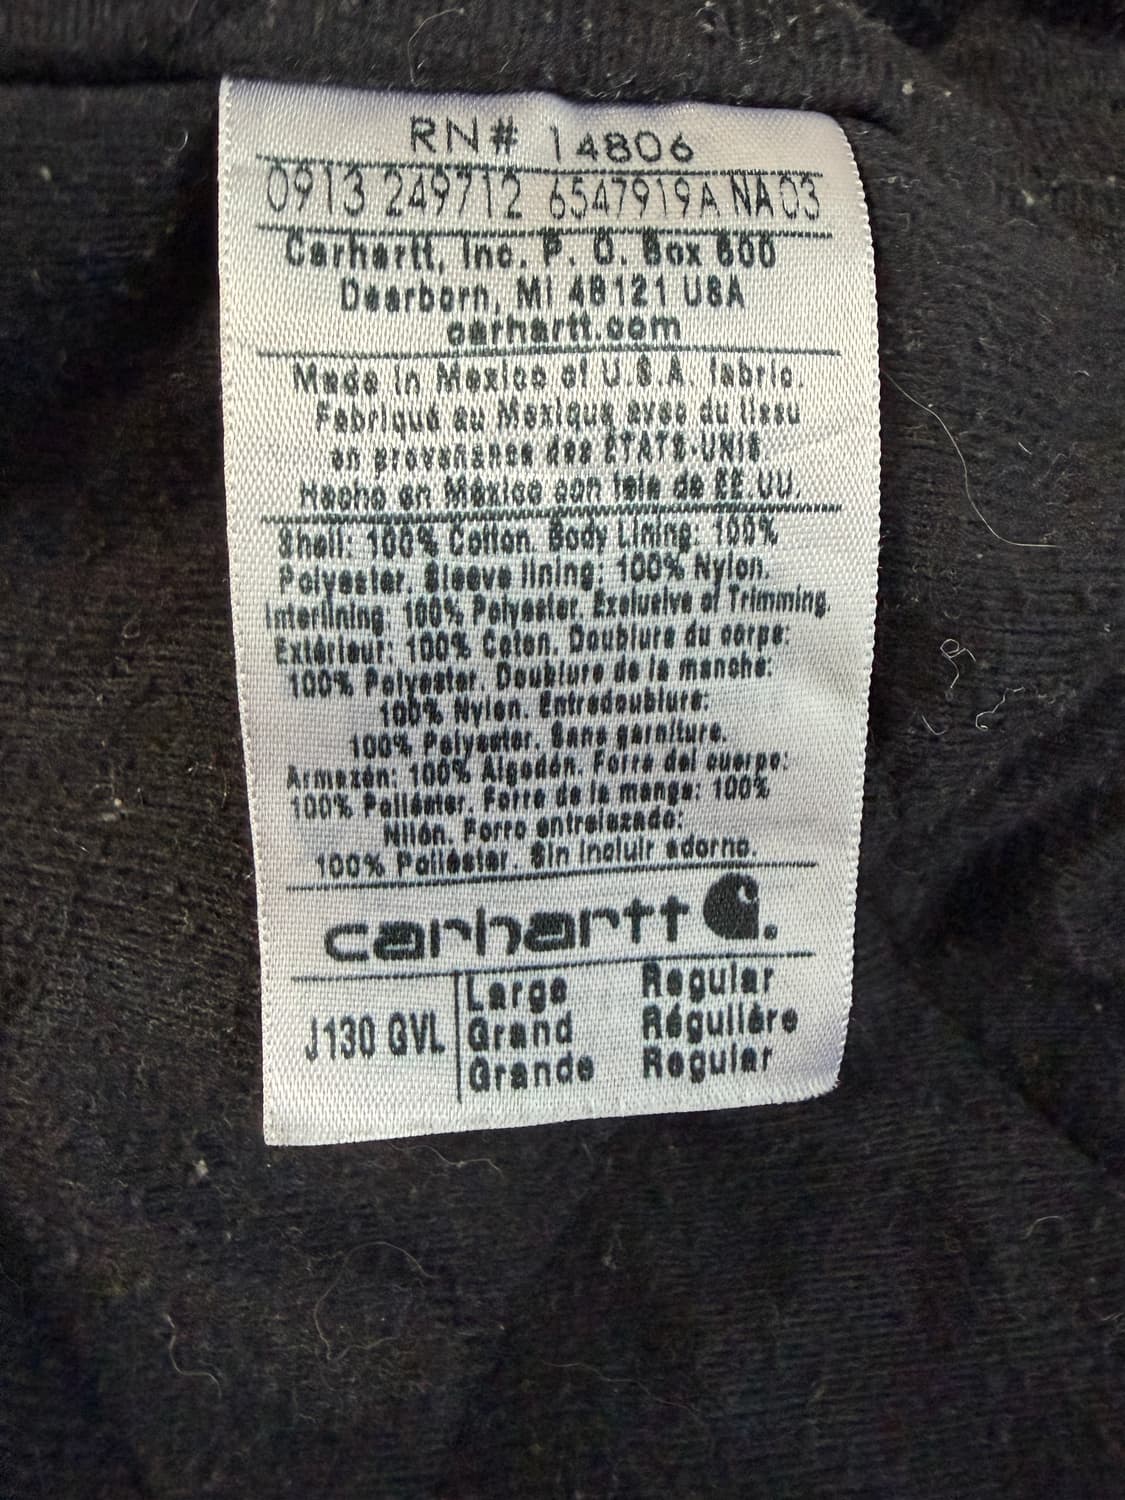 RN# 14806
0913 249712 6547919A NA03
Carhartt, Inc. P. O. Box 600
Dearborn, MI 48121 USA
carhartt.com
Made in Mexico of U.S.A. fabric.
Fabriqué au Mexique avec du tissu
en provenance des ÉTATS-UNIS
Hecho en México con tela de EE.UU.
Shell: 100% Cotton. Body Lining: 100%
Polyester. Sleeve lining: 100% Nylon.
Interlining 100% Polyester. Exclusive of Trimming.
Extérieur: 100% Coton. Doublure du corps:
100% Polyester. Doublure de la manche:
100% Nylon. Entredoublure:
100% Polyester. Sans garniture.
Armazón: 100% Algodón. Forro del cuerpo:
100% Poliéster. Forro de la manga: 100%
Nilón. Forro entrelazado:
100% Poliéster. Sin incluir adorno.
carhartt
J130 GVL
Large Regular
Grand Régulière
Grande Regular